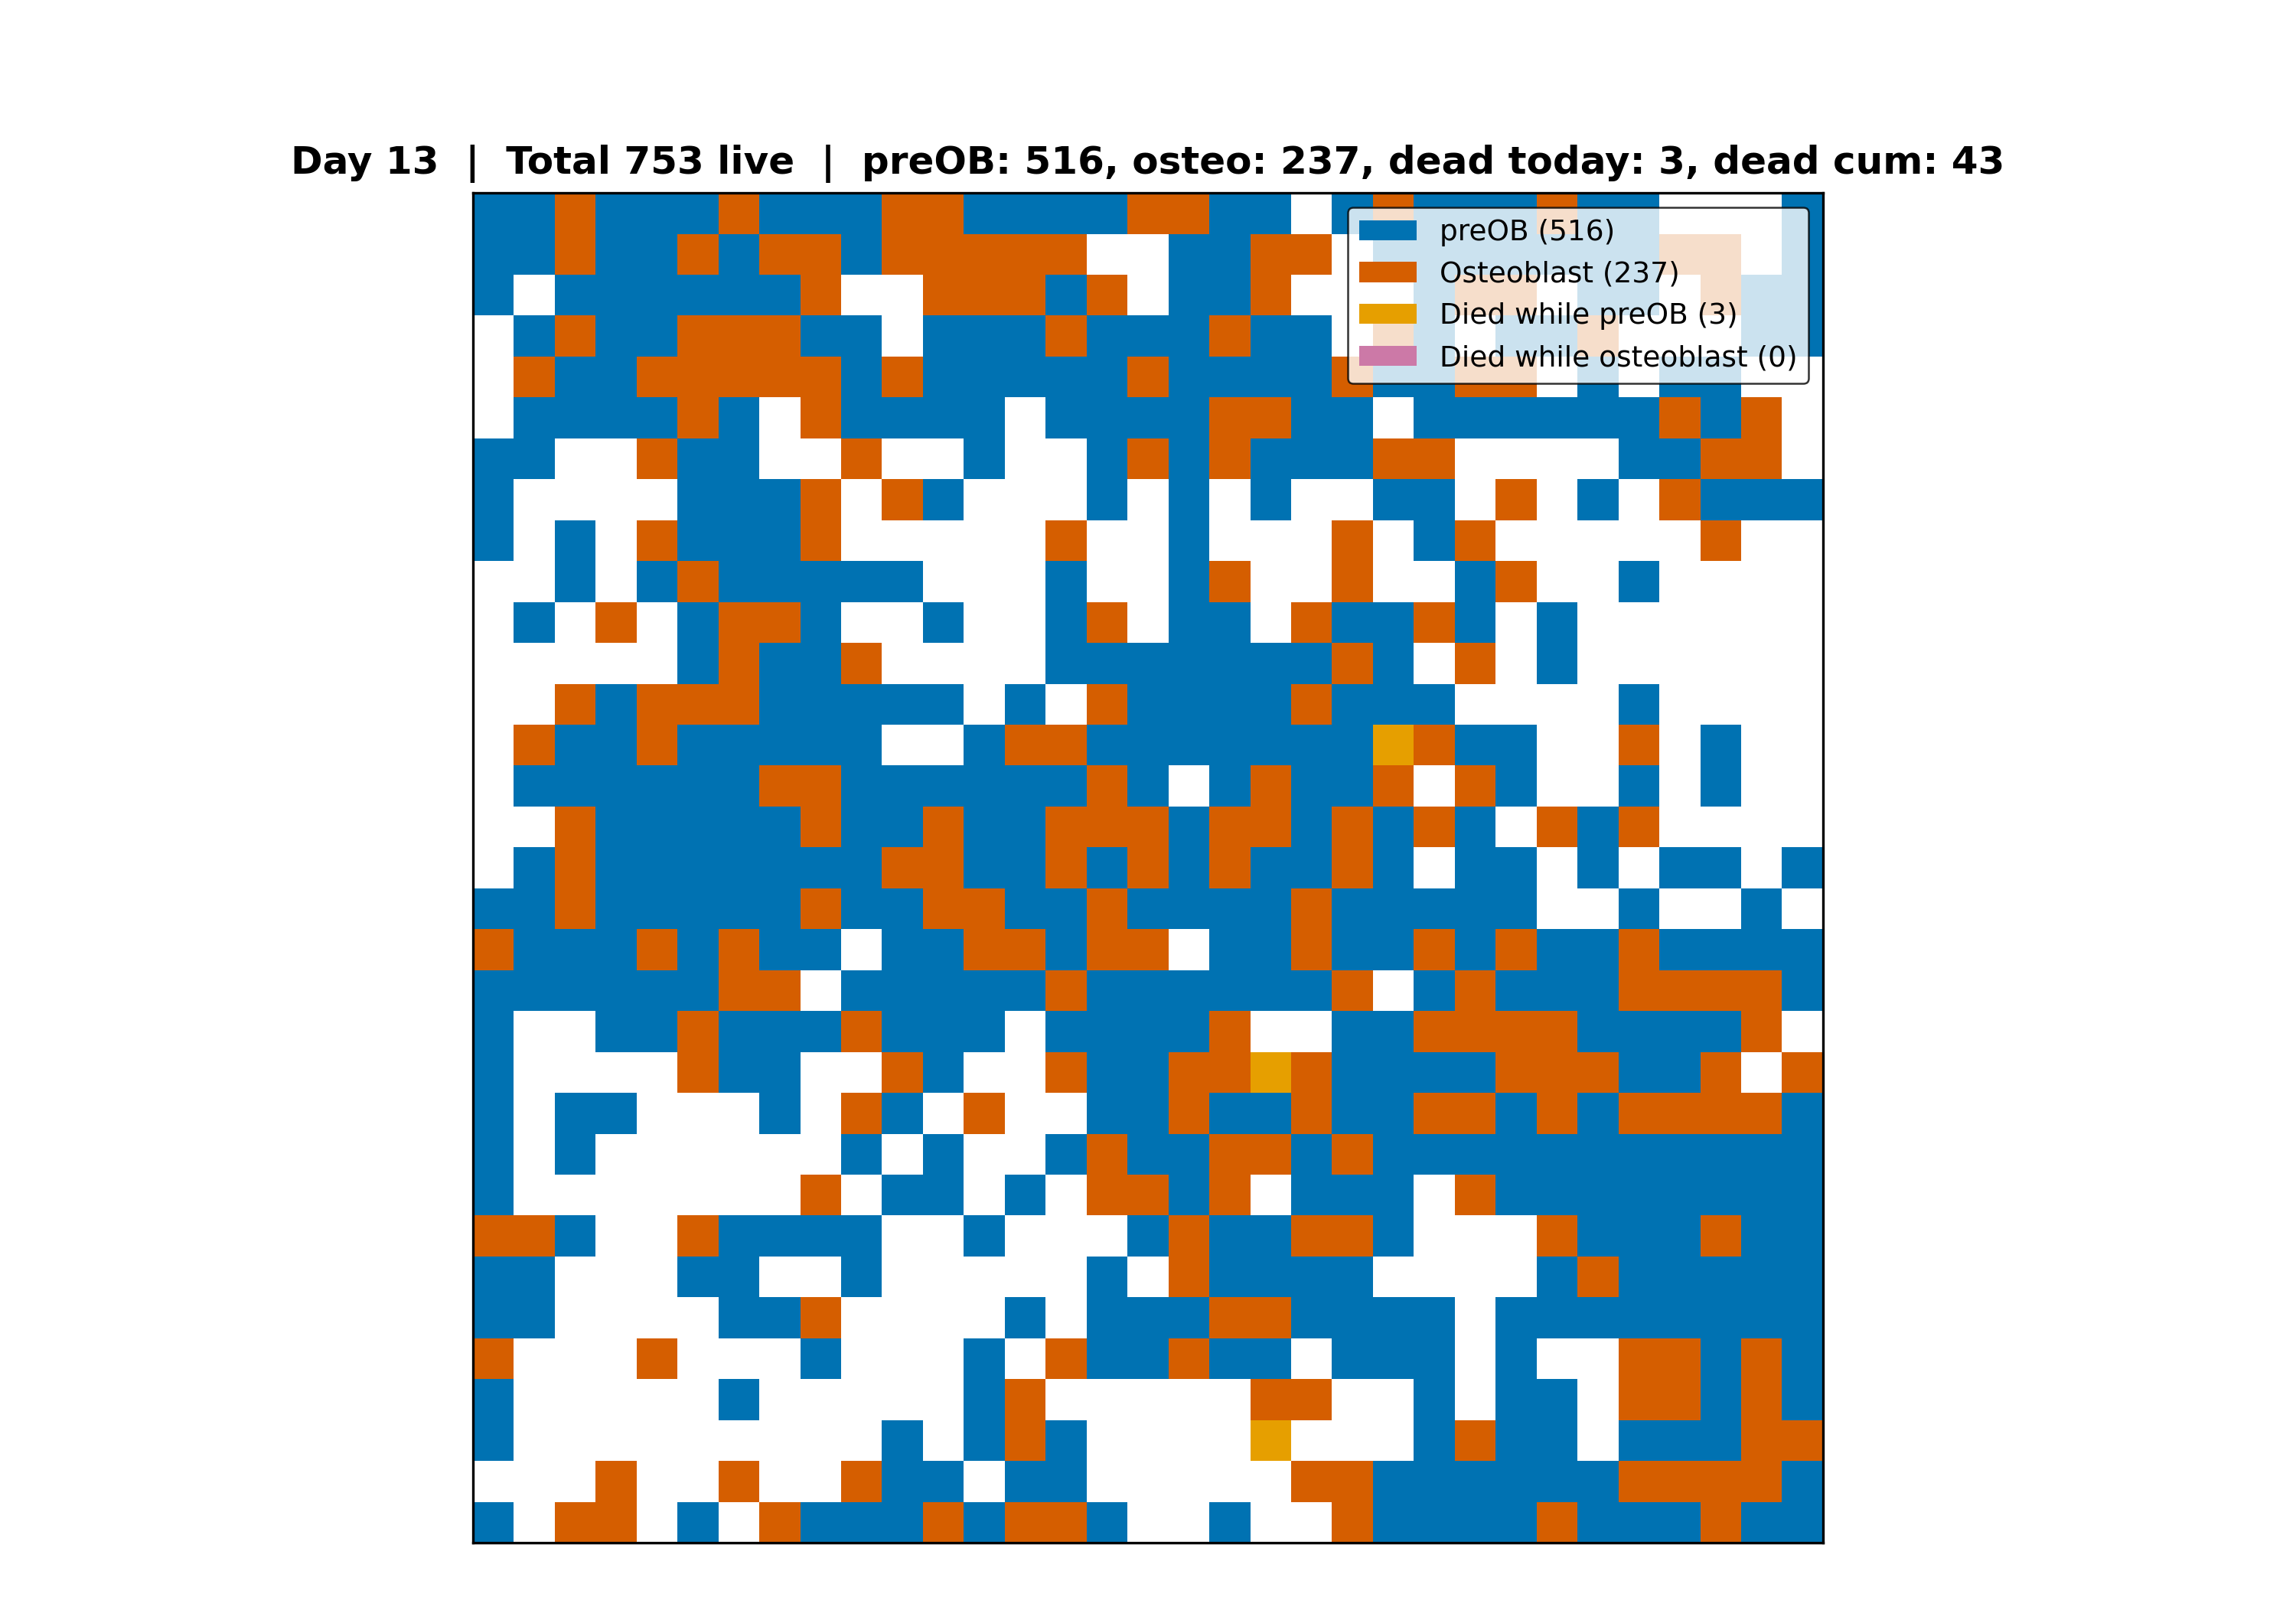 Day 13 | Total 753 live | preOB: 516, osteo: 237, dead today: 3, dead cum: 43
preOB (516)
Osteoblast (237)
Died while preOB (3)
Died while osteoblast (0)